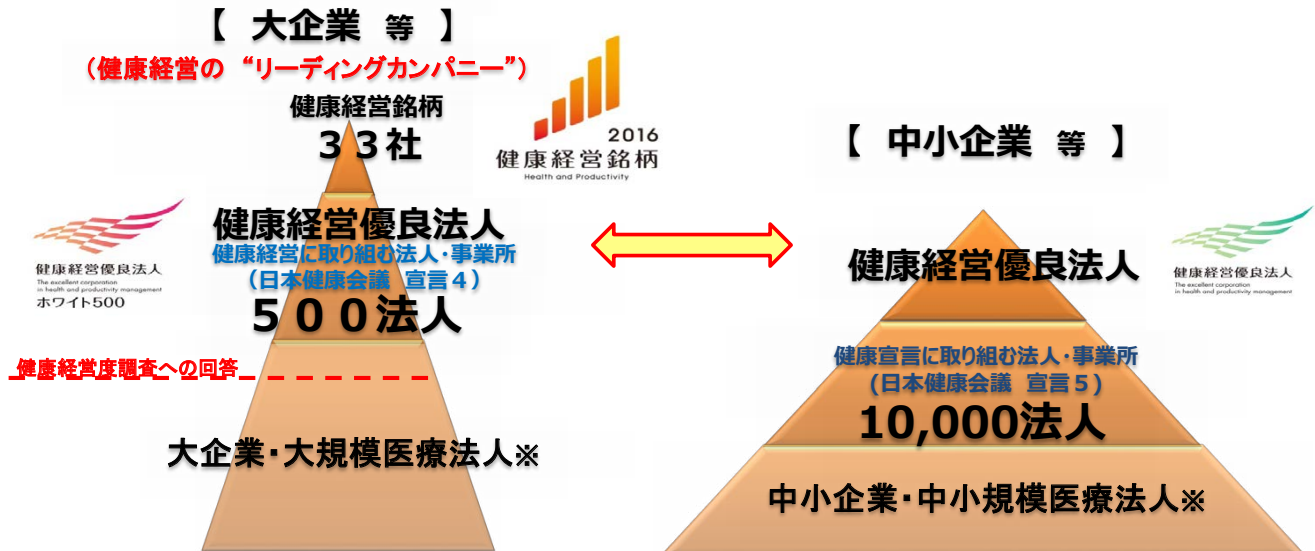 【 大企業 等 】
（健康経営の “リーディングカンパニー”）
健康経営銘柄
３３社
2016
健康経営銘柄
Health and Productivity
健康経営優良法人
健康経営に取り組む法人・事業所
（日本健康会議 宣言４）
５００法人
健康経営優良法人
The excellent corporation
in health and productivity management
ホワイト500
健康経営度調査への回答
大企業・大規模医療法人※
【 中小企業 等 】
健康経営優良法人
健康経営優良法人
The excellent corporation
in health and productivity management
健康宣言に取り組む法人・事業所
(日本健康会議 宣言５)
10,000法人
中小企業・中小規模医療法人※